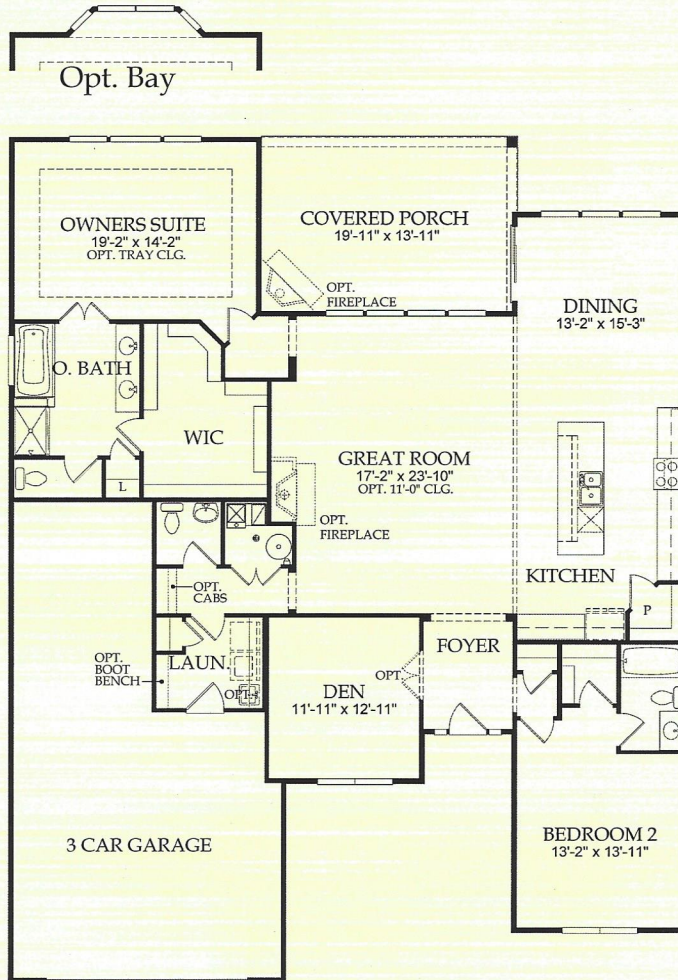 Opt. Bay
OWNERS SUITE
19'-2" x 14'-2"
OPT. TRAY CLG.
COVERED PORCH
19'-11" x 13'-11"
OPT.
FIREPLACE
DINING
13'-2" x 15'-3"
O. BATH
WIC
L
GREAT ROOM
17'-2" x 23'-10"
OPT. 11'-0" CLG.
OPT.
FIREPLACE
KITCHEN
P
OPT.
CABS
LAUN.
OPT.
BOOT
BENCH
OPT.
DEN
11'-11" x 12'-11"
OPT.
FOYER
3 CAR GARAGE
BEDROOM 2
13'-2" x 13'-11"